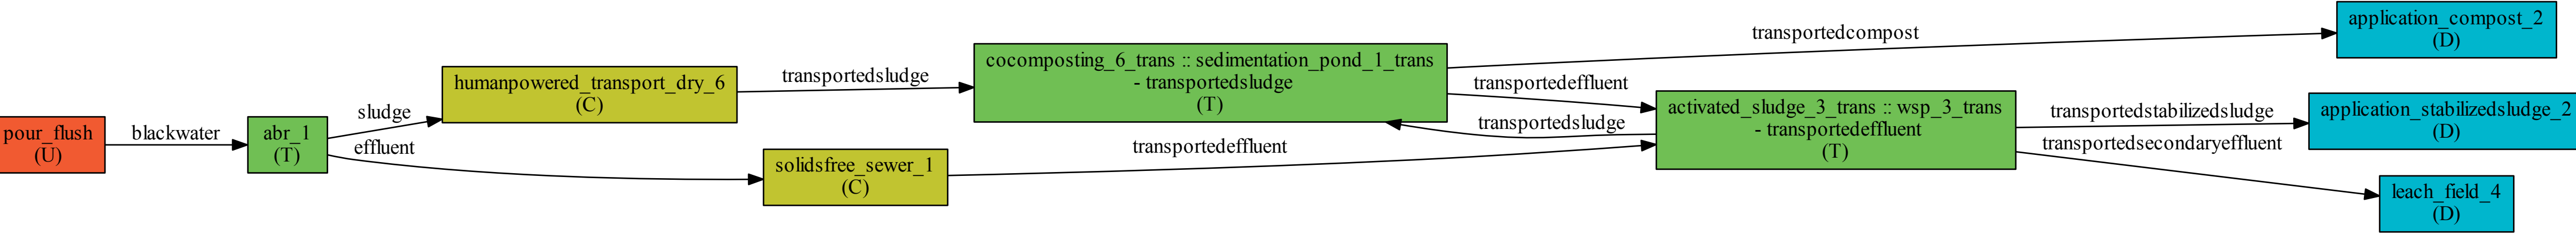 pour_flush
(U)
blackwater
abr_1
(T)
sludge
effluent
humanpowered_transport_dry_6
(C)
solidsfree_sewer_1
(C)
transportedsludge
transportedeffluent
cocomposting_6_trans :: sedimentation_pond_1_trans
- transportedsludge
(T)
transportedcompost
transportedeffluent
transportedsludge
activated_sludge_3_trans :: wsp_3_trans
- transportedeffluent
(T)
transportedstabilizedsludge
transportedsecondaryeffluent
application_compost_2
(D)
application_stabilizedsludge_2
(D)
leach_field_4
(D)